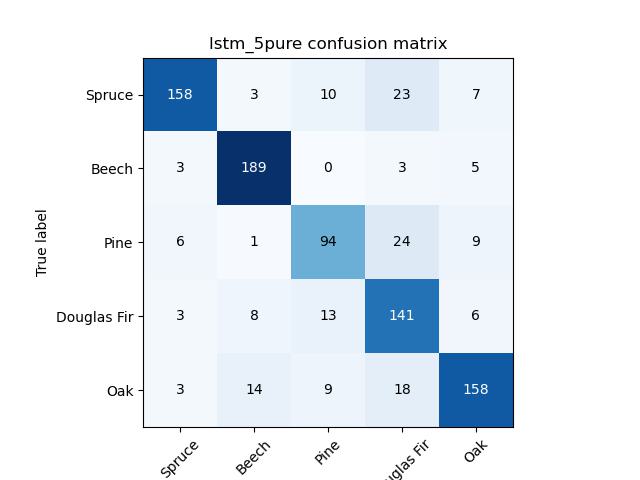 lstm_5pure confusion matrix
Spruce 158 3 10 23 7
Beech 3 189 0 3 5
Pine 6 1 94 24 9
Douglas Fir 3 8 13 141 6
Oak 3 14 9 18 158
True label
Spruce Beech Pine uglas Fir Oak